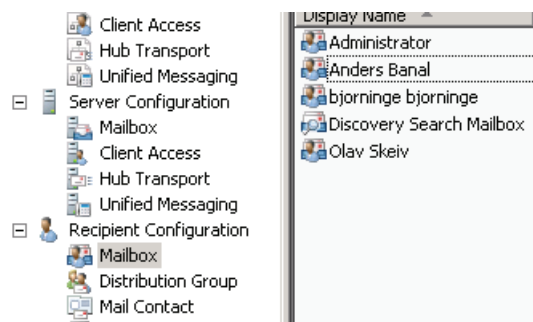 Client Access
Hub Transport
Unified Messaging
Server Configuration
Mailbox
Client Access
Hub Transport
Unified Messaging
Recipient Configuration
Mailbox
Distribution Group
Mail Contact
Display Name
Administrator
Anders Banal
bjorninge bjorninge
Discovery Search Mailbox
Olav Skeiv